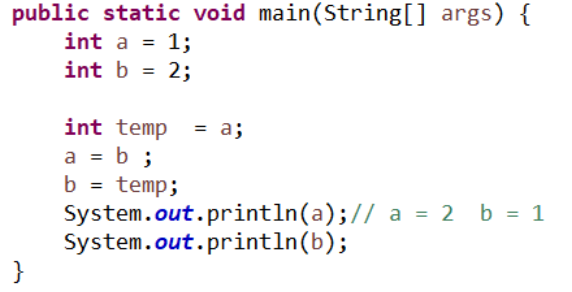 public static void main(String[] args) {
    int a = 1;
    int b = 2;

    int temp  = a;
    a = b ;
    b = temp;
    System.out.println(a);// a = 2  b = 1
    System.out.println(b);
}